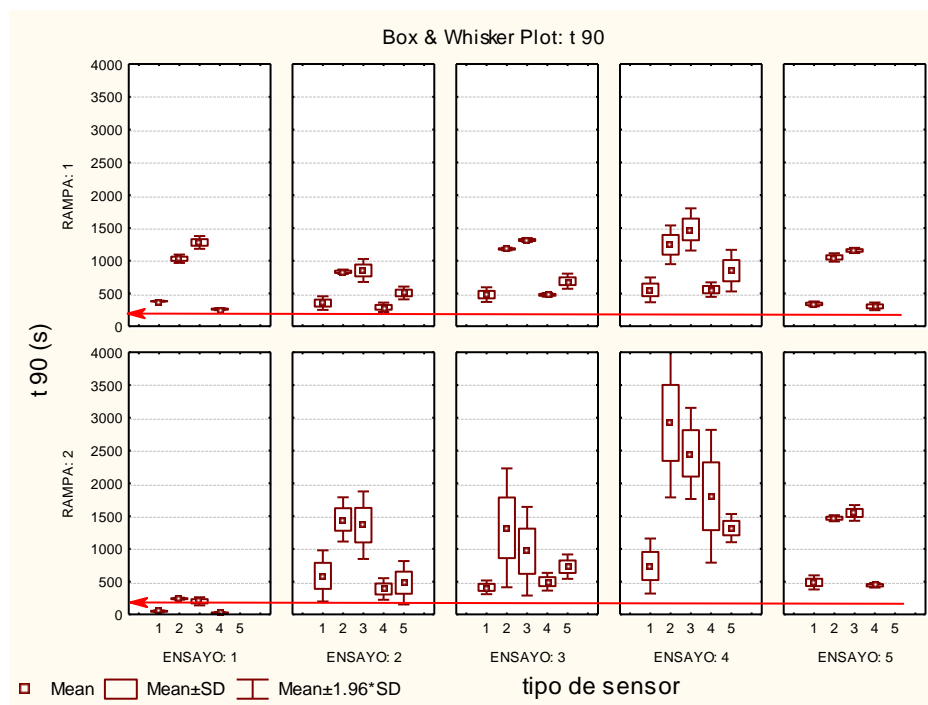 Box & Whisker Plot: t 90
t 90 (s)
RAMPA: 1
4000
3500
3000
2500
2000
1500
1000
500
0
RAMPA: 2
4000
3500
3000
2500
2000
1500
1000
500
0
1 2 3 4 5 1 2 3 4 5 1 2 3 4 5 1 2 3 4 5 1 2 3 4 5
ENSAYO: 1 ENSAYO: 2 ENSAYO: 3 ENSAYO: 4 ENSAYO: 5
Mean Mean±SD Mean±1.96*SD tipo de sensor